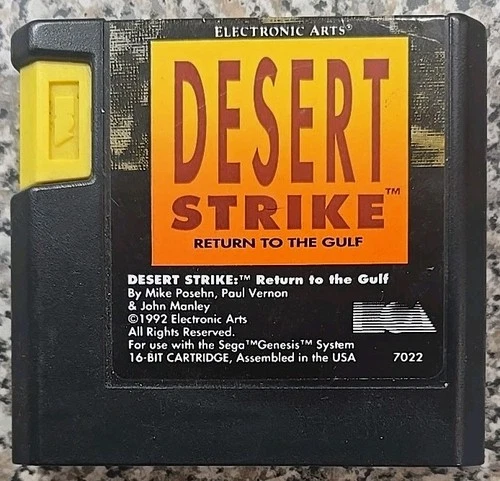 ELECTRONIC ARTS®
DESERT
STRIKE™
RETURN TO THE GULF
DESERT STRIKE:™ Return to the Gulf
By Mike Posehn, Paul Vernon
& John Manley
©1992 Electronic Arts
All Rights Reserved.
For use with the Sega™Genesis™ System
16-BIT CARTRIDGE, Assembled in the USA 7022
EA